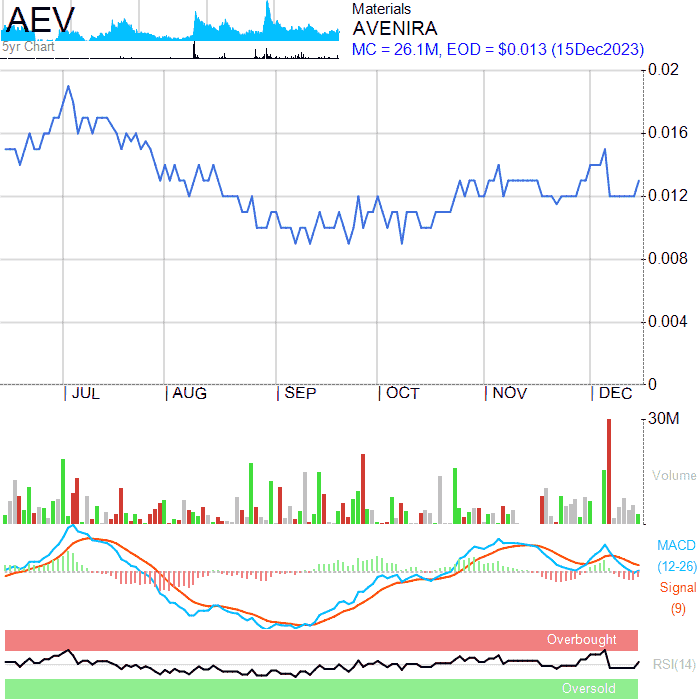 AEV
5yr Chart
Materials
AVENIRA
MC = 26.1M, EOD = $0.013 (15Dec2023)
0.02
0.016
0.012
0.008
0.004
0
JUL AUG SEP OCT NOV DEC
30M
Volume
MACD
(12-26)
Signal
(9)
Overbought
RSI(14)
Oversold